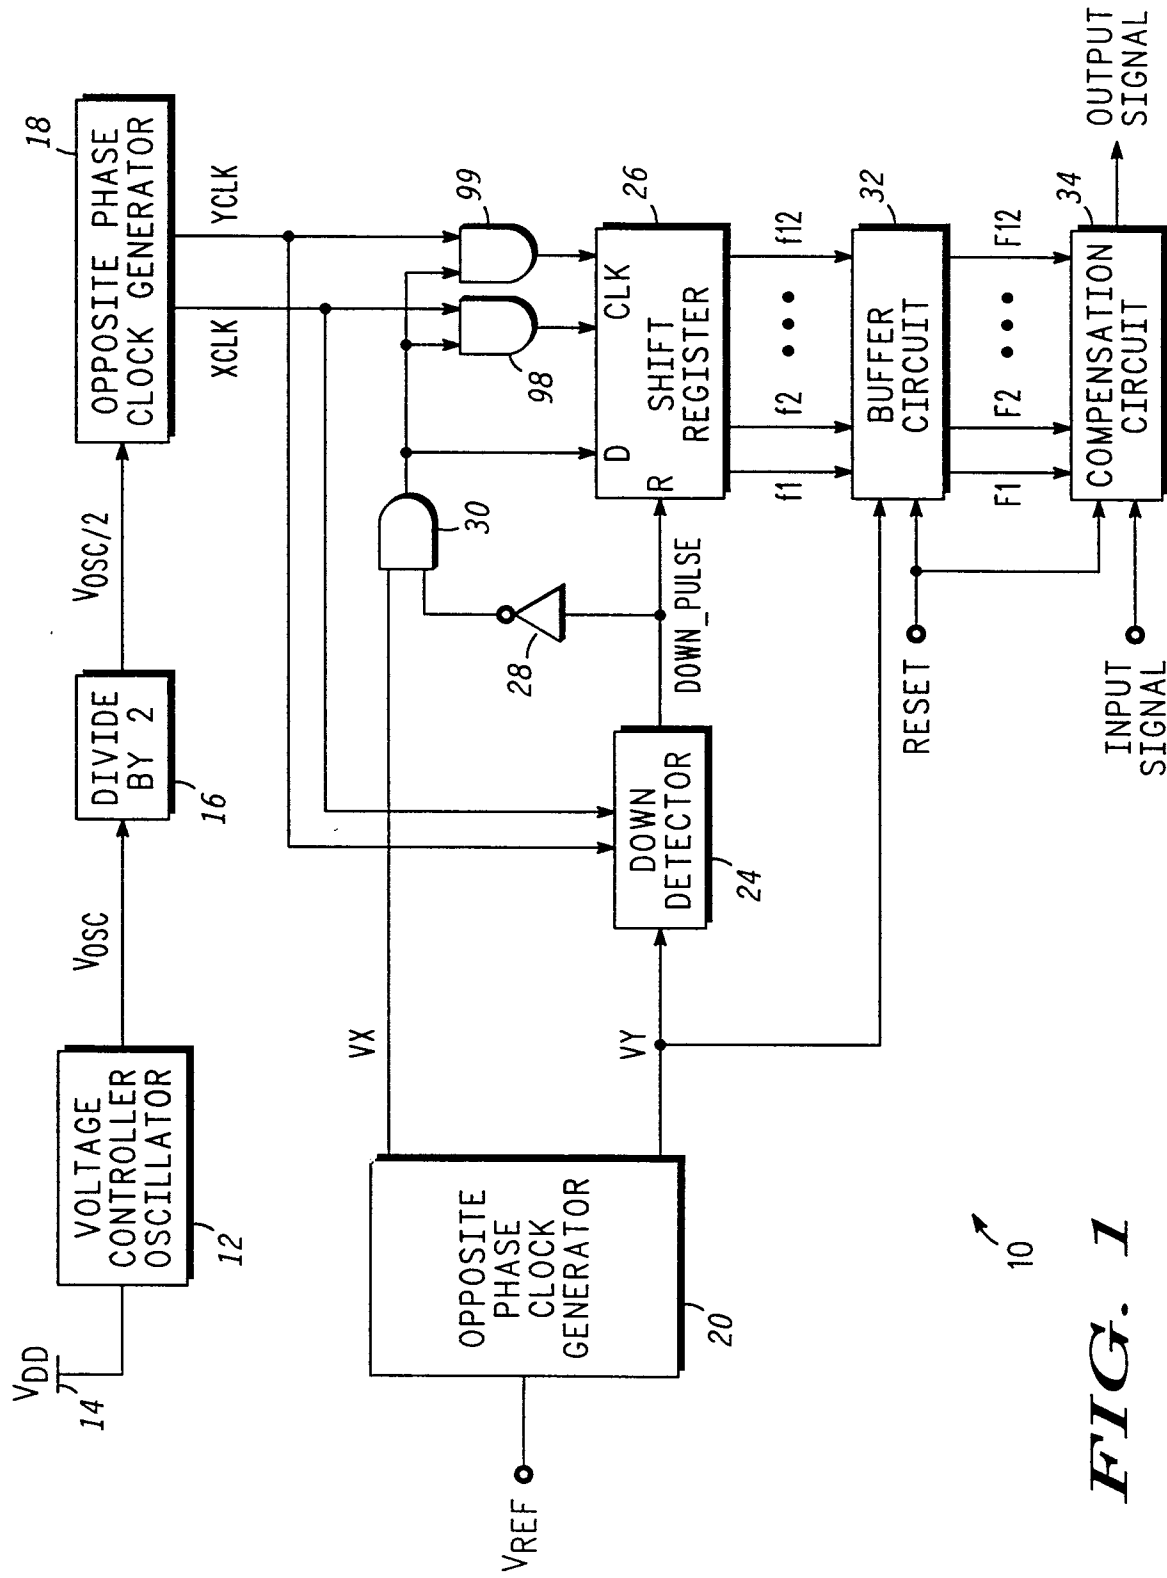 VDD
14
VOLTAGE
CONTROLLER
OSCILLATOR
12
VOSC
DIVIDE
BY 2
16
VOSC/2
OPPOSITE PHASE
CLOCK GENERATOR
18
XCLK
YCLK
VREF
OPPOSITE
PHASE
CLOCK
GENERATOR
20
VX
VY
DOWN
DETECTOR
24
DOWN_PULSE
28
30
98
99
D
CLK
R
SHIFT
REGISTER
26
f1
f2
f12
RESET
BUFFER
CIRCUIT
32
F1
F2
F12
INPUT
SIGNAL
COMPENSATION
CIRCUIT
34
OUTPUT
SIGNAL
10
FIG. 1